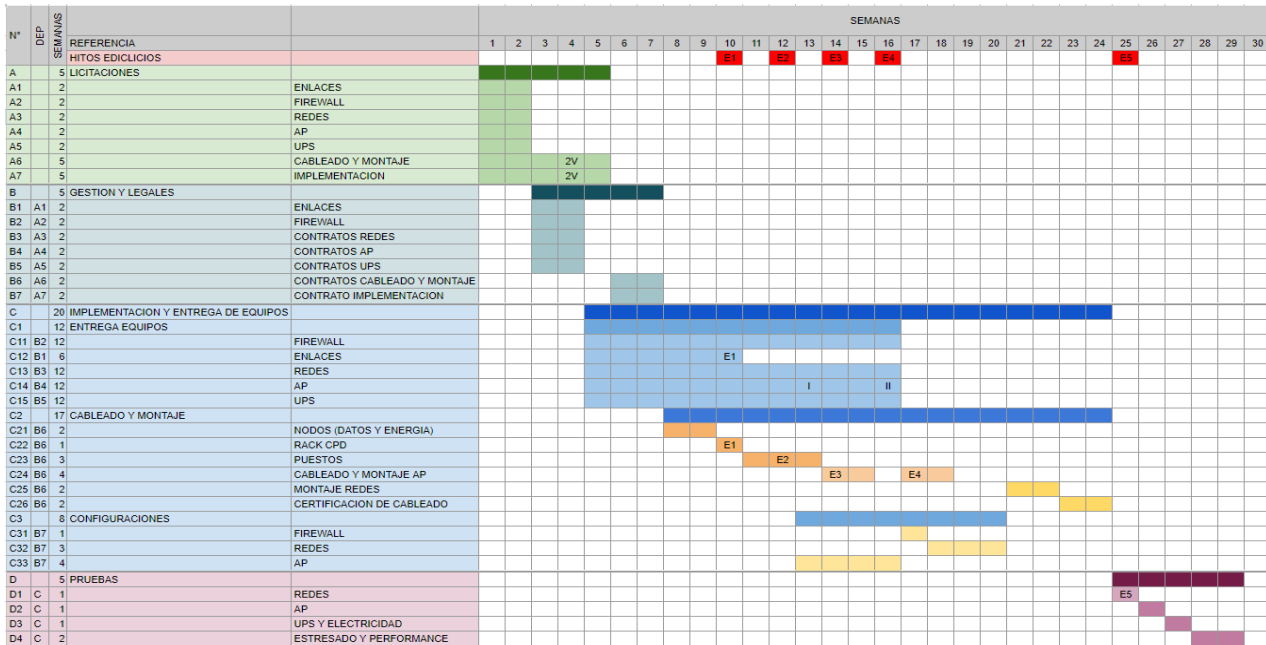 SEMANAS
N° DEP SEMANAS REFERENCIA 1 2 3 4 5 6 7 8 9 10 11 12 13 14 15 16 17 18 19 20 21 22 23 24 25 26 27 28 29 30
HITOS EDICLICIOS E1 E2 E3 E4 E5
A 5 LICITACIONES
A1 2 ENLACES
A2 2 FIREWALL
A3 2 REDES
A4 2 AP
A5 2 UPS
A6 5 CABLEADO Y MONTAJE 2V
A7 5 IMPLEMENTACION 2V
B 5 GESTION Y LEGALES
B1 A1 2 ENLACES
B2 A2 2 FIREWALL
B3 A3 2 CONTRATOS REDES
B4 A4 2 CONTRATOS AP
B5 A5 2 CONTRATOS UPS
B6 A6 2 CONTRATOS CABLEADO Y MONTAJE
B7 A7 2 CONTRATO IMPLEMENTACION
C 20 IMPLEMENTACION Y ENTREGA DE EQUIPOS
C1 12 ENTREGA EQUIPOS
C11 B2 12 FIREWALL
C12 B1 6 ENLACES E1
C13 B3 12 REDES
C14 B4 12 AP I II
C15 B5 12 UPS
C2 17 CABLEADO Y MONTAJE
C21 B6 2 NODOS (DATOS Y ENERGIA)
C22 B6 1 RACK CPD E1
C23 B6 3 PUESTOS E2
C24 B6 4 CABLEADO Y MONTAJE AP E3 E4
C25 B6 2 MONTAJE REDES
C26 B6 2 CERTIFICACION DE CABLEADO
C3 8 CONFIGURACIONES
C31 B7 1 FIREWALL
C32 B7 3 REDES
C33 B7 4 AP
D 5 PRUEBAS
D1 C 1 REDES E5
D2 C 1 AP
D3 C 1 UPS Y ELECTRICIDAD
D4 C 2 ESTRESADO Y PERFORMANCE